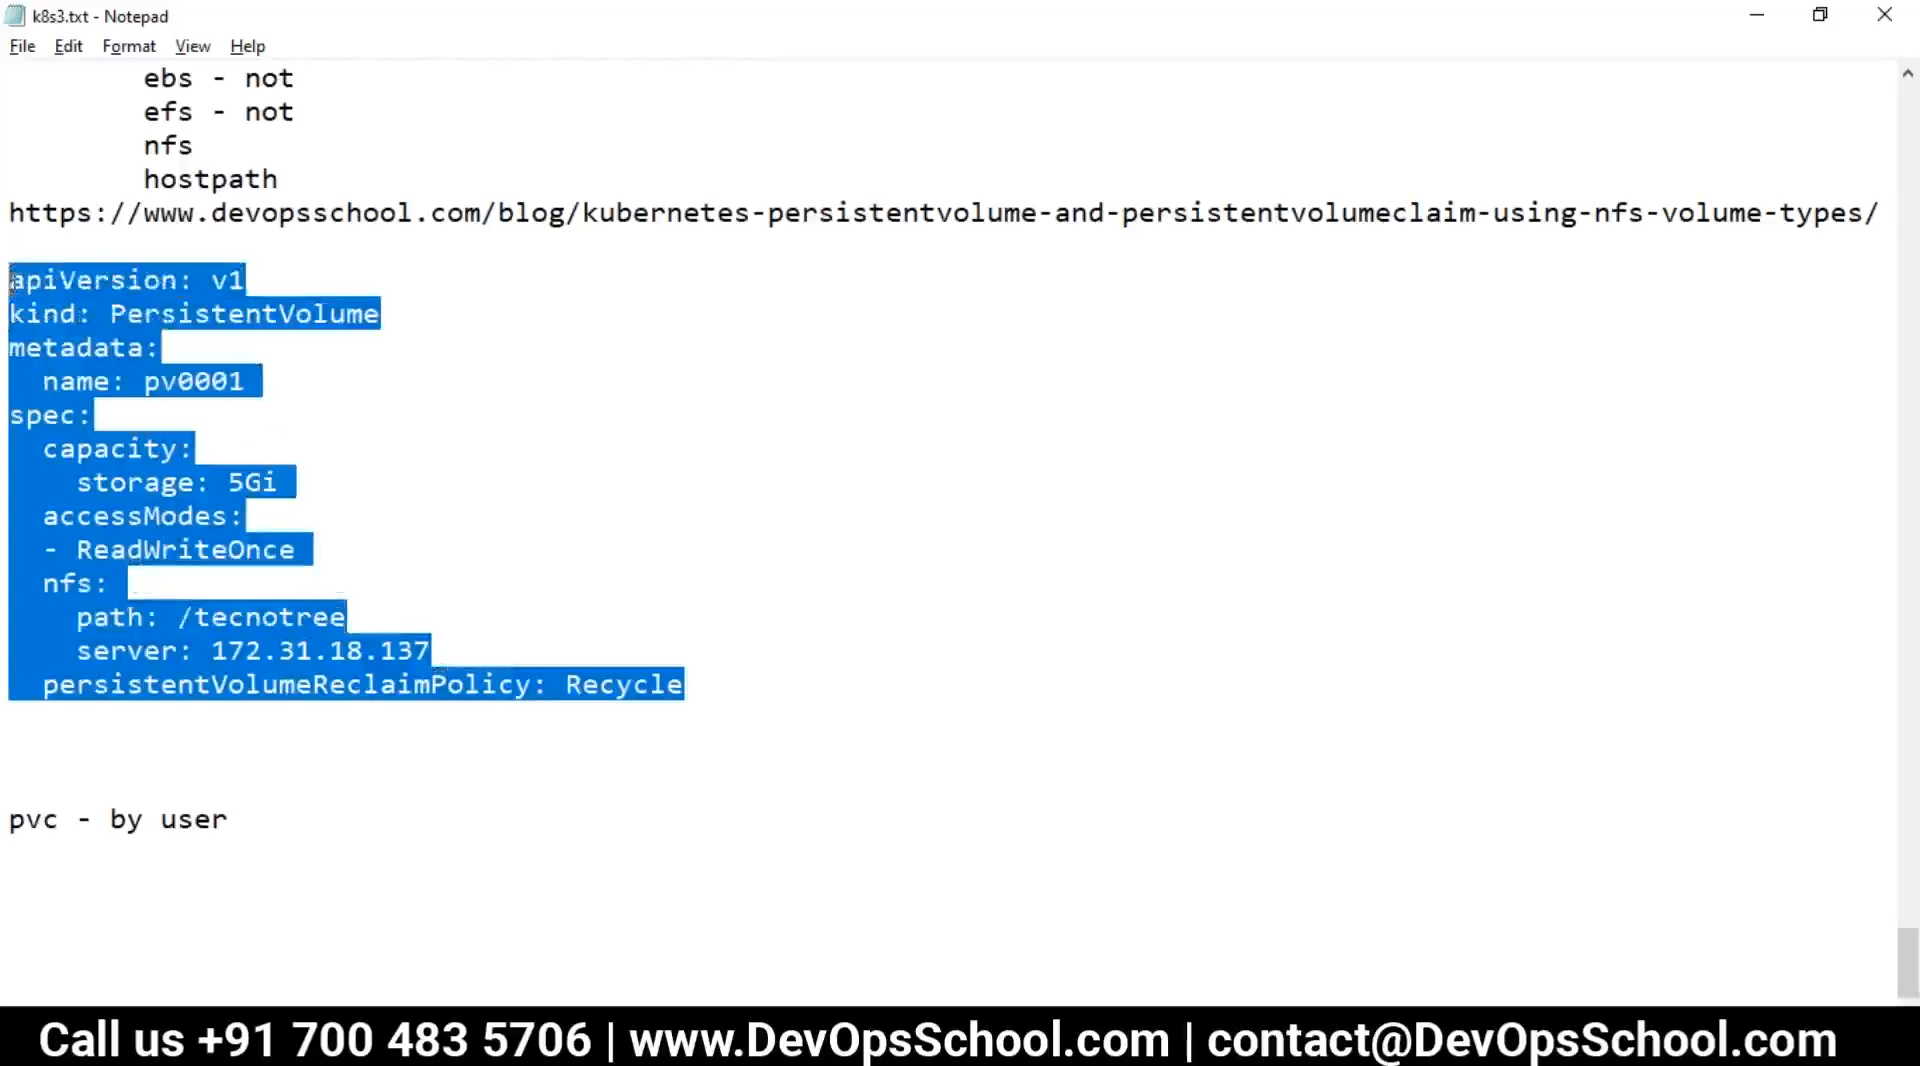 k8s3.txt - Notepad
File Edit Format View Help
ebs - not
efs - not
nfs
hostpath
https://www.devopsschool.com/blog/kubernetes-persistentvolume-and-persistentvolumeclaim-using-nfs-volume-types/
apiVersion: v1
kind: PersistentVolume
metadata:
  name: pv0001
spec:
  capacity:
    storage: 5Gi
  accessModes:
  - ReadWriteOnce
  nfs:
    path: /tecnotree
    server: 172.31.18.137
  persistentVolumeReclaimPolicy: Recycle
pvc - by user
Call us +91 700 483 5706 | www.DevOpsSchool.com | contact@DevOpsSchool.com